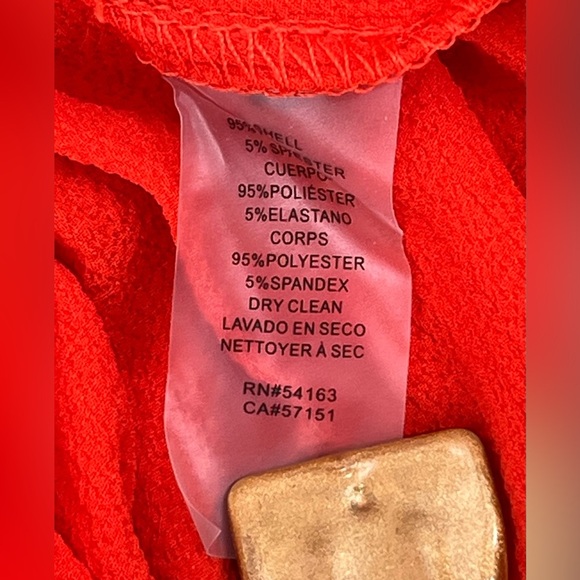 95%
SHELL
5%
CUERPO
95%POLIÉSTER
5%ELASTANO
CORPS
95%POLYESTER
5%SPANDEX
DRY CLEAN
LAVADO EN SECO
NETTOYER À SEC
RN#54163
CA#57151